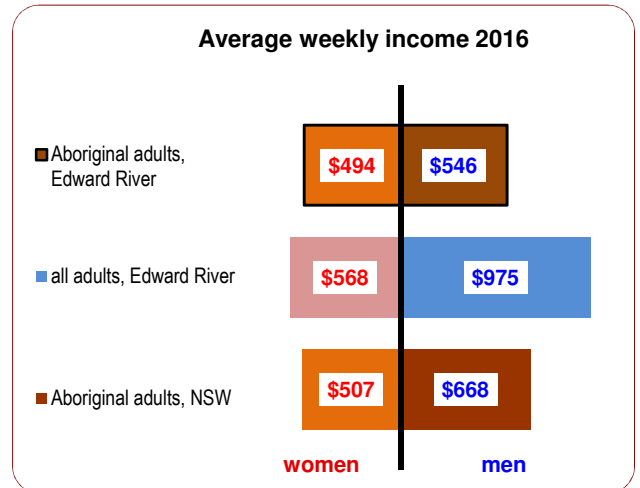 Average weekly income 2016
Aboriginal adults,
Edward River
$494
$546
all adults, Edward River
$568
$975
Aboriginal adults, NSW
$507
$668
women
men